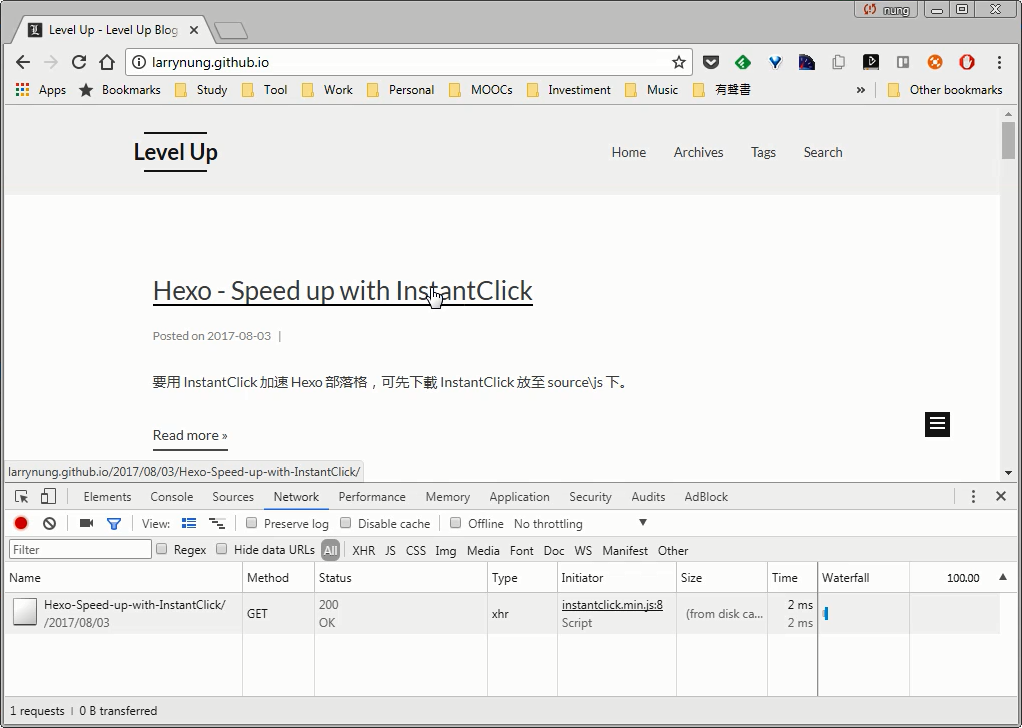 nung
Level Up - Level Up Blog
larrynung.github.io
Apps Bookmarks Study Tool Work Personal MOOCs Investiment Music 有聲書 » Other bookmarks
Level Up
Home Archives Tags Search
Hexo - Speed up with InstantClick
Posted on 2017-08-03 |
要用 InstantClick 加速 Hexo 部落格，可先下載 InstantClick 放至 source\js 下。
Read more »
larrynung.github.io/2017/08/03/Hexo-Speed-up-with-InstantClick/
Elements Console Sources Network Performance Memory Application Security Audits AdBlock
View: Preserve log Disable cache Offline No throttling
Filter Regex Hide data URLs All XHR JS CSS Img Media Font Doc WS Manifest Other
Name Method Status Type Initiator Size Time Waterfall 100.00
Hexo-Speed-up-with-InstantClick/ GET 200 xhr instantclick.min.js:8 (from disk ca... 2 ms
/2017/08/03 OK Script 2 ms
1 requests | 0 B transferred